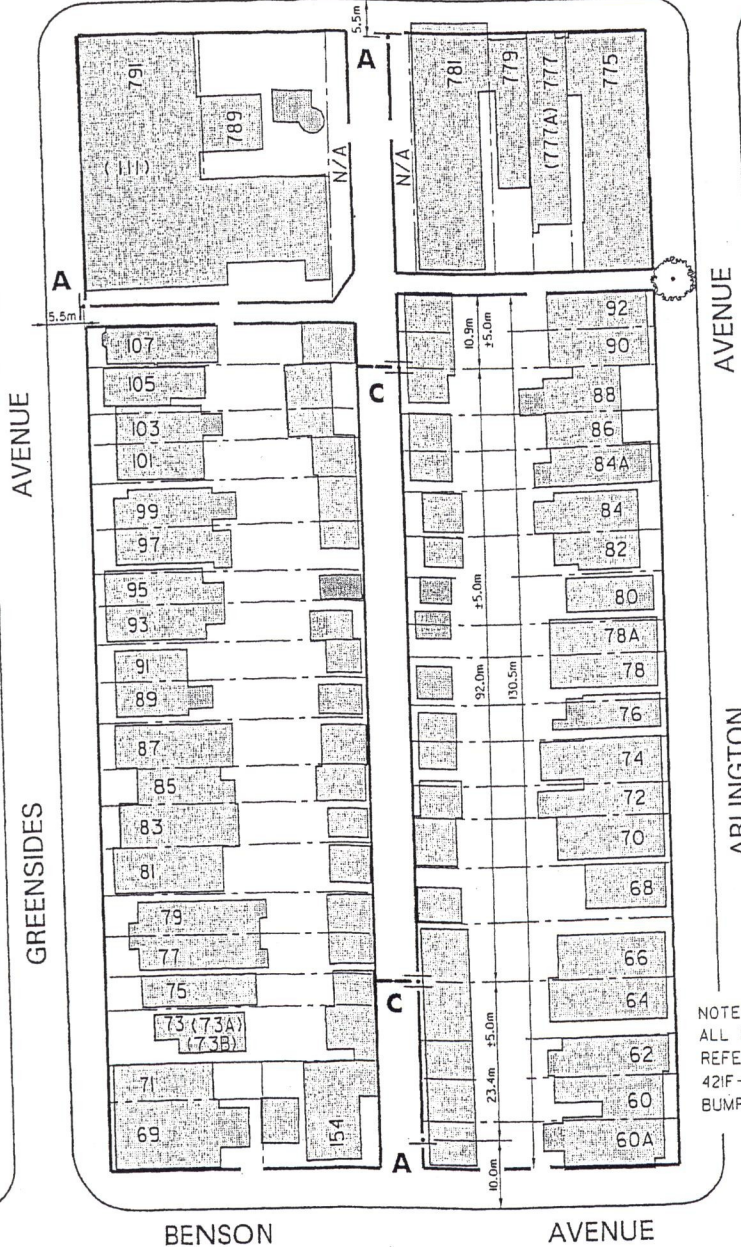 5.5m
A
A
791
(111)
789
N/A
N/A
781
779
777
(777A)
775
A
5.5m
AVENUE
GREENSIDES
AVENUE
ARLINGTON
107
105
103
101
99
97
95
93
91
89
87
85
83
81
79
77
75
73 (73A)
(73B)
71
69
154
C
C
A
10.9m
±5.0m
92.0m
±5.0m
130.5m
23.4m
±5.0m
10.0m
92
90
88
86
84A
84
82
80
78A
78
76
74
72
70
68
66
64
62
60
60A
NOTE
ALL
REFE
421F-
BUMP
BENSON
AVENUE